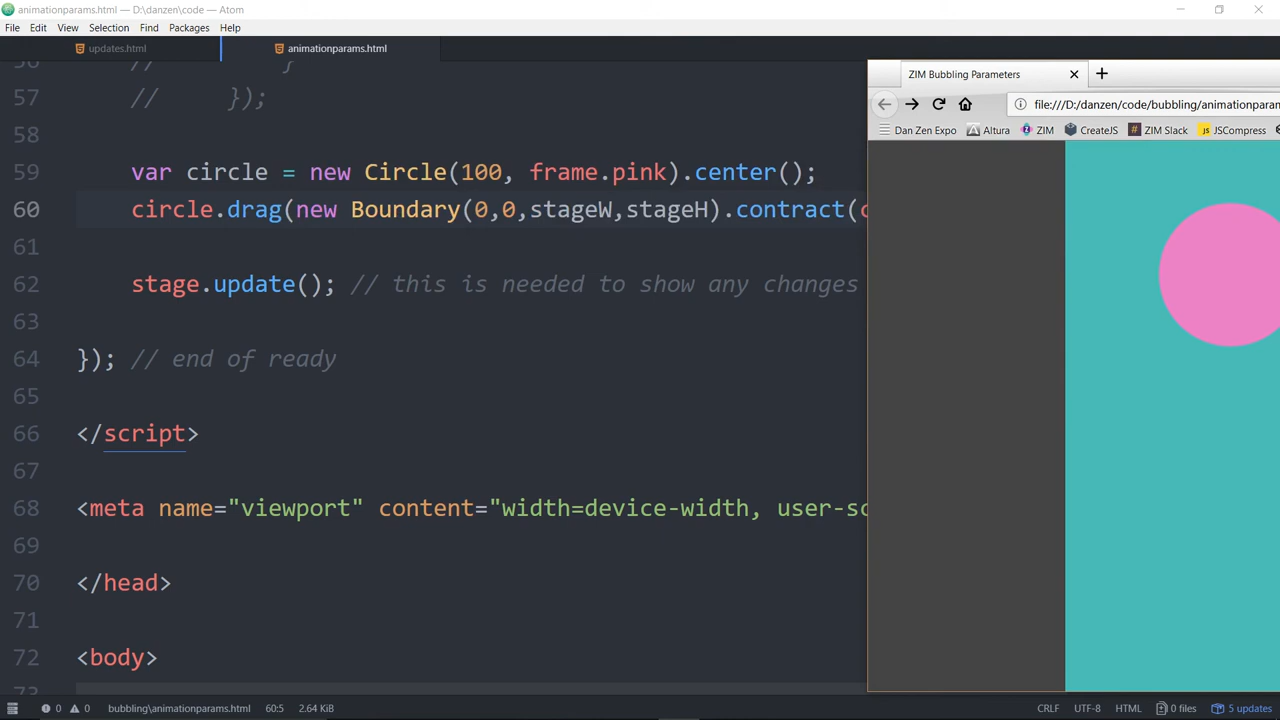 animationparams.html — D:\danzen\code — Atom
File Edit View Selection Find Packages Help
updates.html animationparams.html
56 // }
57 // });
58
59 var circle = new Circle(100, frame.pink).center();
60 circle.drag(new Boundary(0,0,stageW,stageH).contract(c
61
62 stage.update(); // this is needed to show any changes
63
64 }); // end of ready
65
66 </script>
67
68 <meta name="viewport" content="width=device-width, user-sc
69
70 </head>
71
72 <body>
73
ZIM Bubbling Parameters
file:///D:/danzen/code/bubbling/animationparam
Dan Zen Expo Altura ZIM CreateJS ZIM Slack JSCompress
0 0 bubbling\animationparams.html 60:5 2.64 KiB CRLF UTF-8 HTML 0 files 5 updates